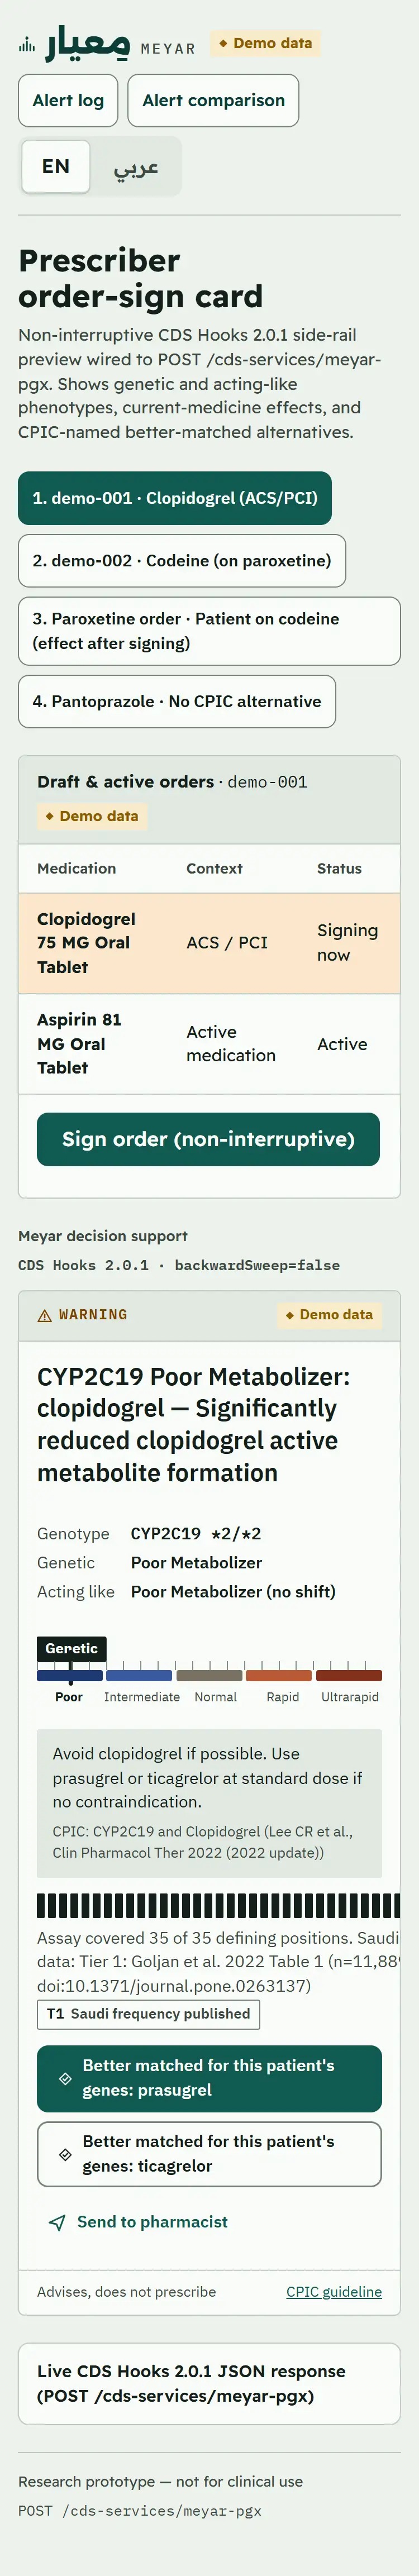 معيار MEYAR ◆ Demo data
Alert log
Alert comparison
EN عربي
Prescriber
order-sign card
Non-interruptive CDS Hooks 2.0.1 side-rail
preview wired to POST /cds-services/meyar-
pgx. Shows genetic and acting-like
phenotypes, current-medicine effects, and
CPIC-named better-matched alternatives.
1. demo-001 · Clopidogrel (ACS/PCI)
2. demo-002 · Codeine (on paroxetine)
3. Paroxetine order · Patient on codeine
(effect after signing)
4. Pantoprazole · No CPIC alternative
Draft & active orders · demo-001
◆ Demo data
Medication Context Status
Clopidogrel
75 MG Oral
Tablet
ACS / PCI
Signing
now
Aspirin 81
MG Oral
Tablet
Active
medication
Active
Sign order (non-interruptive)
Meyar decision support
CDS Hooks 2.0.1 · backwardSweep=false
WARNING ◆ Demo data
CYP2C19 Poor Metabolizer:
clopidogrel — Significantly
reduced clopidogrel active
metabolite formation
Genotype CYP2C19 *2/*2
Genetic Poor Metabolizer
Acting like Poor Metabolizer (no shift)
Genetic
Poor Intermediate Normal Rapid Ultrarapid
Avoid clopidogrel if possible. Use
prasugrel or ticagrelor at standard dose if
no contraindication.
CPIC: CYP2C19 and Clopidogrel (Lee CR et al.,
Clin Pharmacol Ther 2022 (2022 update))
Assay covered 35 of 35 defining positions. Saudi
data: Tier 1: Goljan et al. 2022 Table 1 (n=11,889
doi:10.1371/journal.pone.0263137)
T1 Saudi frequency published
Better matched for this patient's
genes: prasugrel
Better matched for this patient's
genes: ticagrelor
Send to pharmacist
Advises, does not prescribe CPIC guideline
Live CDS Hooks 2.0.1 JSON response
(POST /cds-services/meyar-pgx)
Research prototype — not for clinical use
POST /cds-services/meyar-pgx